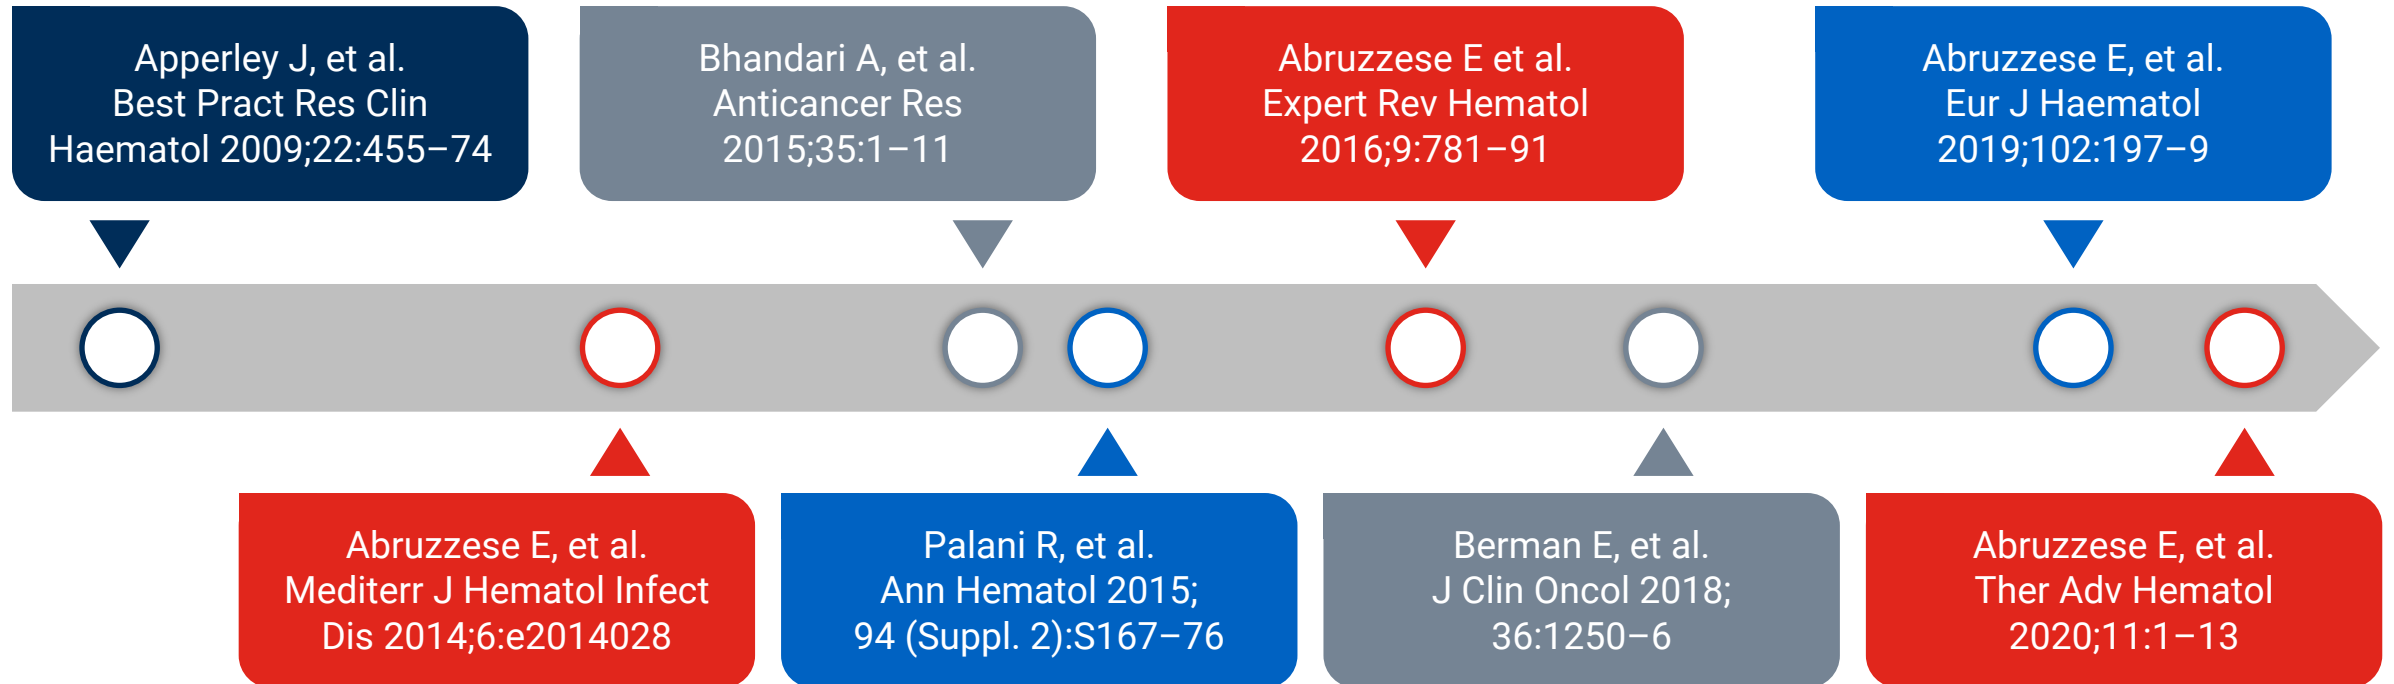 Apperley J, et al.
Best Pract Res Clin
Haematol 2009;22:455–74
Bhandari A, et al.
Anticancer Res
2015;35:1–11
Abruzzese E et al.
Expert Rev Hematol
2016;9:781–91
Abruzzese E, et al.
Eur J Haematol
2019;102:197–9
Abruzzese E, et al.
Mediterr J Hematol Infect
Dis 2014;6:e2014028
Palani R, et al.
Ann Hematol 2015;
94 (Suppl. 2):S167–76
Berman E, et al.
J Clin Oncol 2018;
36:1250–6
Abruzzese E, et al.
Ther Adv Hematol
2020;11:1–13